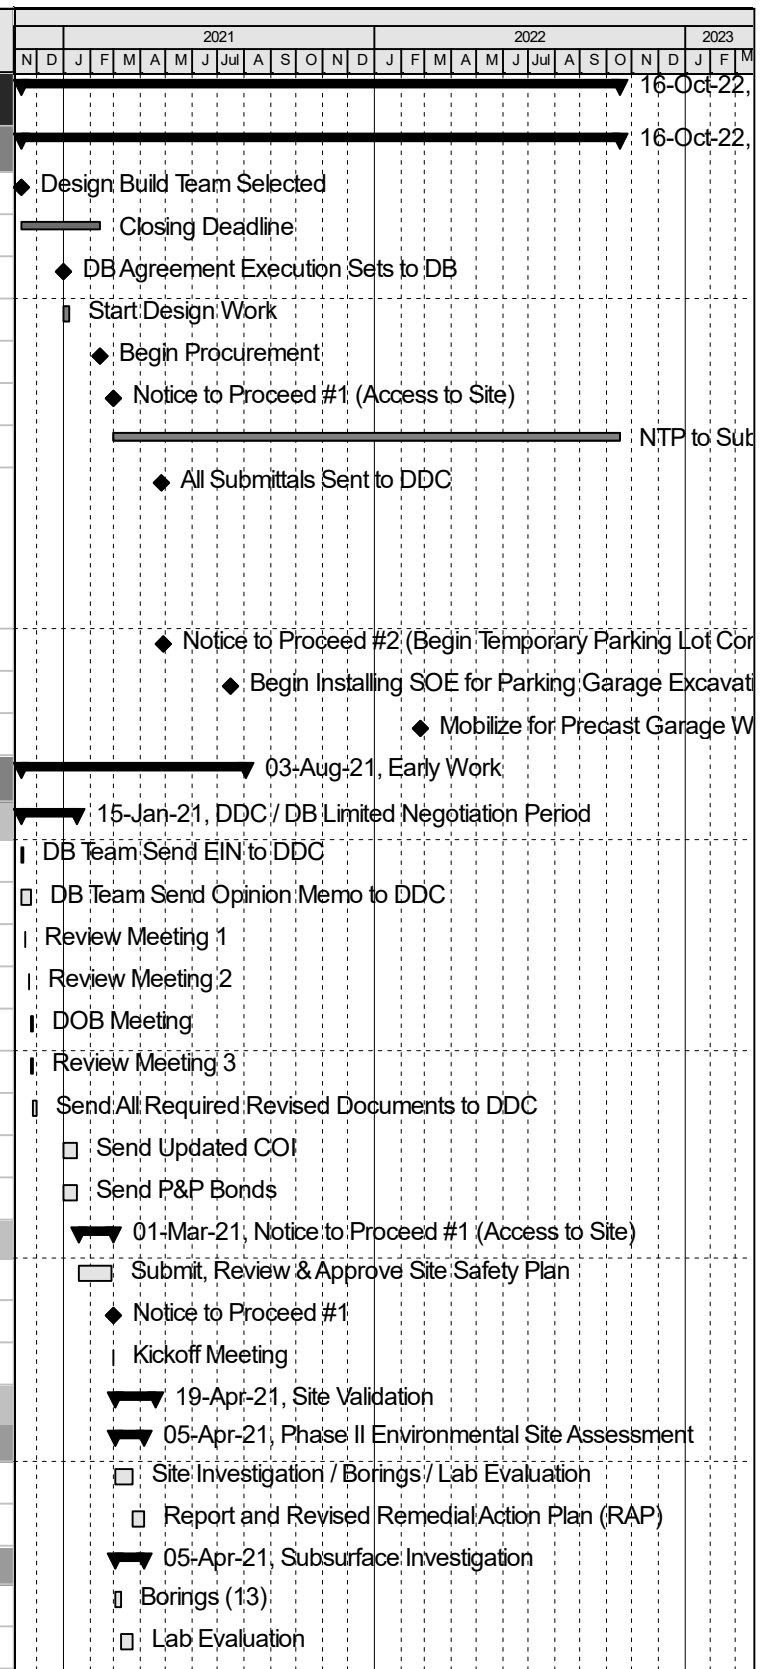 2021 2022 2023
N D J F M A M J Jul A S O N D J F M A M J Jul A S O N D J F M
16-Oct-22,
16-Oct-22,
Design Build Team Selected
Closing Deadline
DB Agreement Execution Sets to DB
Start Design Work
Begin Procurement
Notice to Proceed #1 (Access to Site)
NTP to Sub
All Submittals Sent to DDC
Notice to Proceed #2 (Begin Temporary Parking Lot Con
Begin Installing SOE for Parking Garage Excavati
Mobilize for Precast Garage W
03-Aug-21, Early Work
15-Jan-21, DDC / DB Limited Negotiation Period
DB Team Send EIN to DDC
DB Team Send Opinion Memo to DDC
Review Meeting 1
Review Meeting 2
DOB Meeting
Review Meeting 3
Send All Required Revised Documents to DDC
Send Updated COI
Send P&P Bonds
01-Mar-21, Notice to Proceed #1 (Access to Site)
Submit, Review & Approve Site Safety Plan
Notice to Proceed #1
Kickoff Meeting
19-Apr-21, Site Validation
05-Apr-21, Phase II Environmental Site Assessment
Site Investigation / Borings / Lab Evaluation
Report and Revised Remedial Action Plan (RAP)
05-Apr-21, Subsurface Investigation
Borings (13)
Lab Evaluation